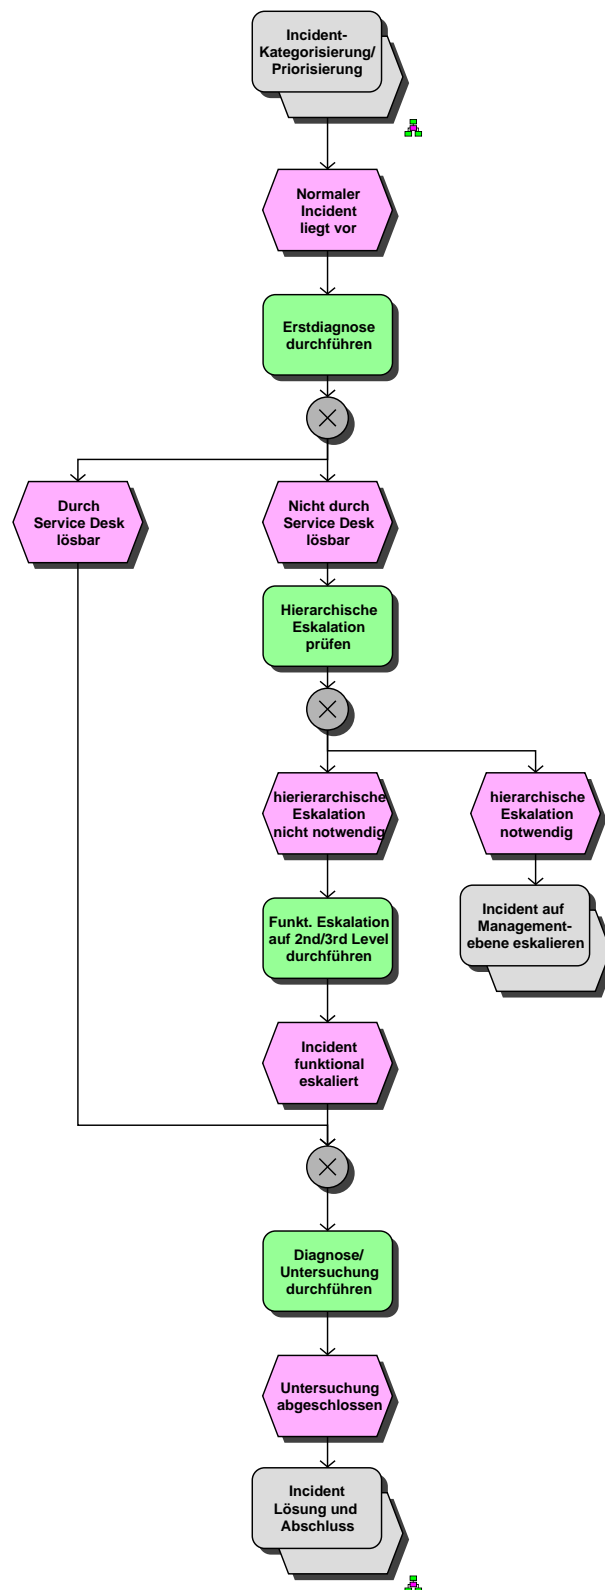 Incident-
Kategorisierung/
Priorisierung
Normaler
Incident
liegt vor
Erstdiagnose
durchführen
Durch
Service Desk
lösbar
Nicht durch
Service Desk
lösbar
Hierarchische
Eskalation
prüfen
hierierarchische
Eskalation
nicht notwendig
hierarchische
Eskalation
notwendig
Funkt. Eskalation
auf 2nd/3rd Level
durchführen
Incident auf
Management-
ebene eskalieren
Incident
funktional
eskaliert
Diagnose/
Untersuchung
durchführen
Untersuchung
abgeschlossen
Incident
Lösung und
Abschluss